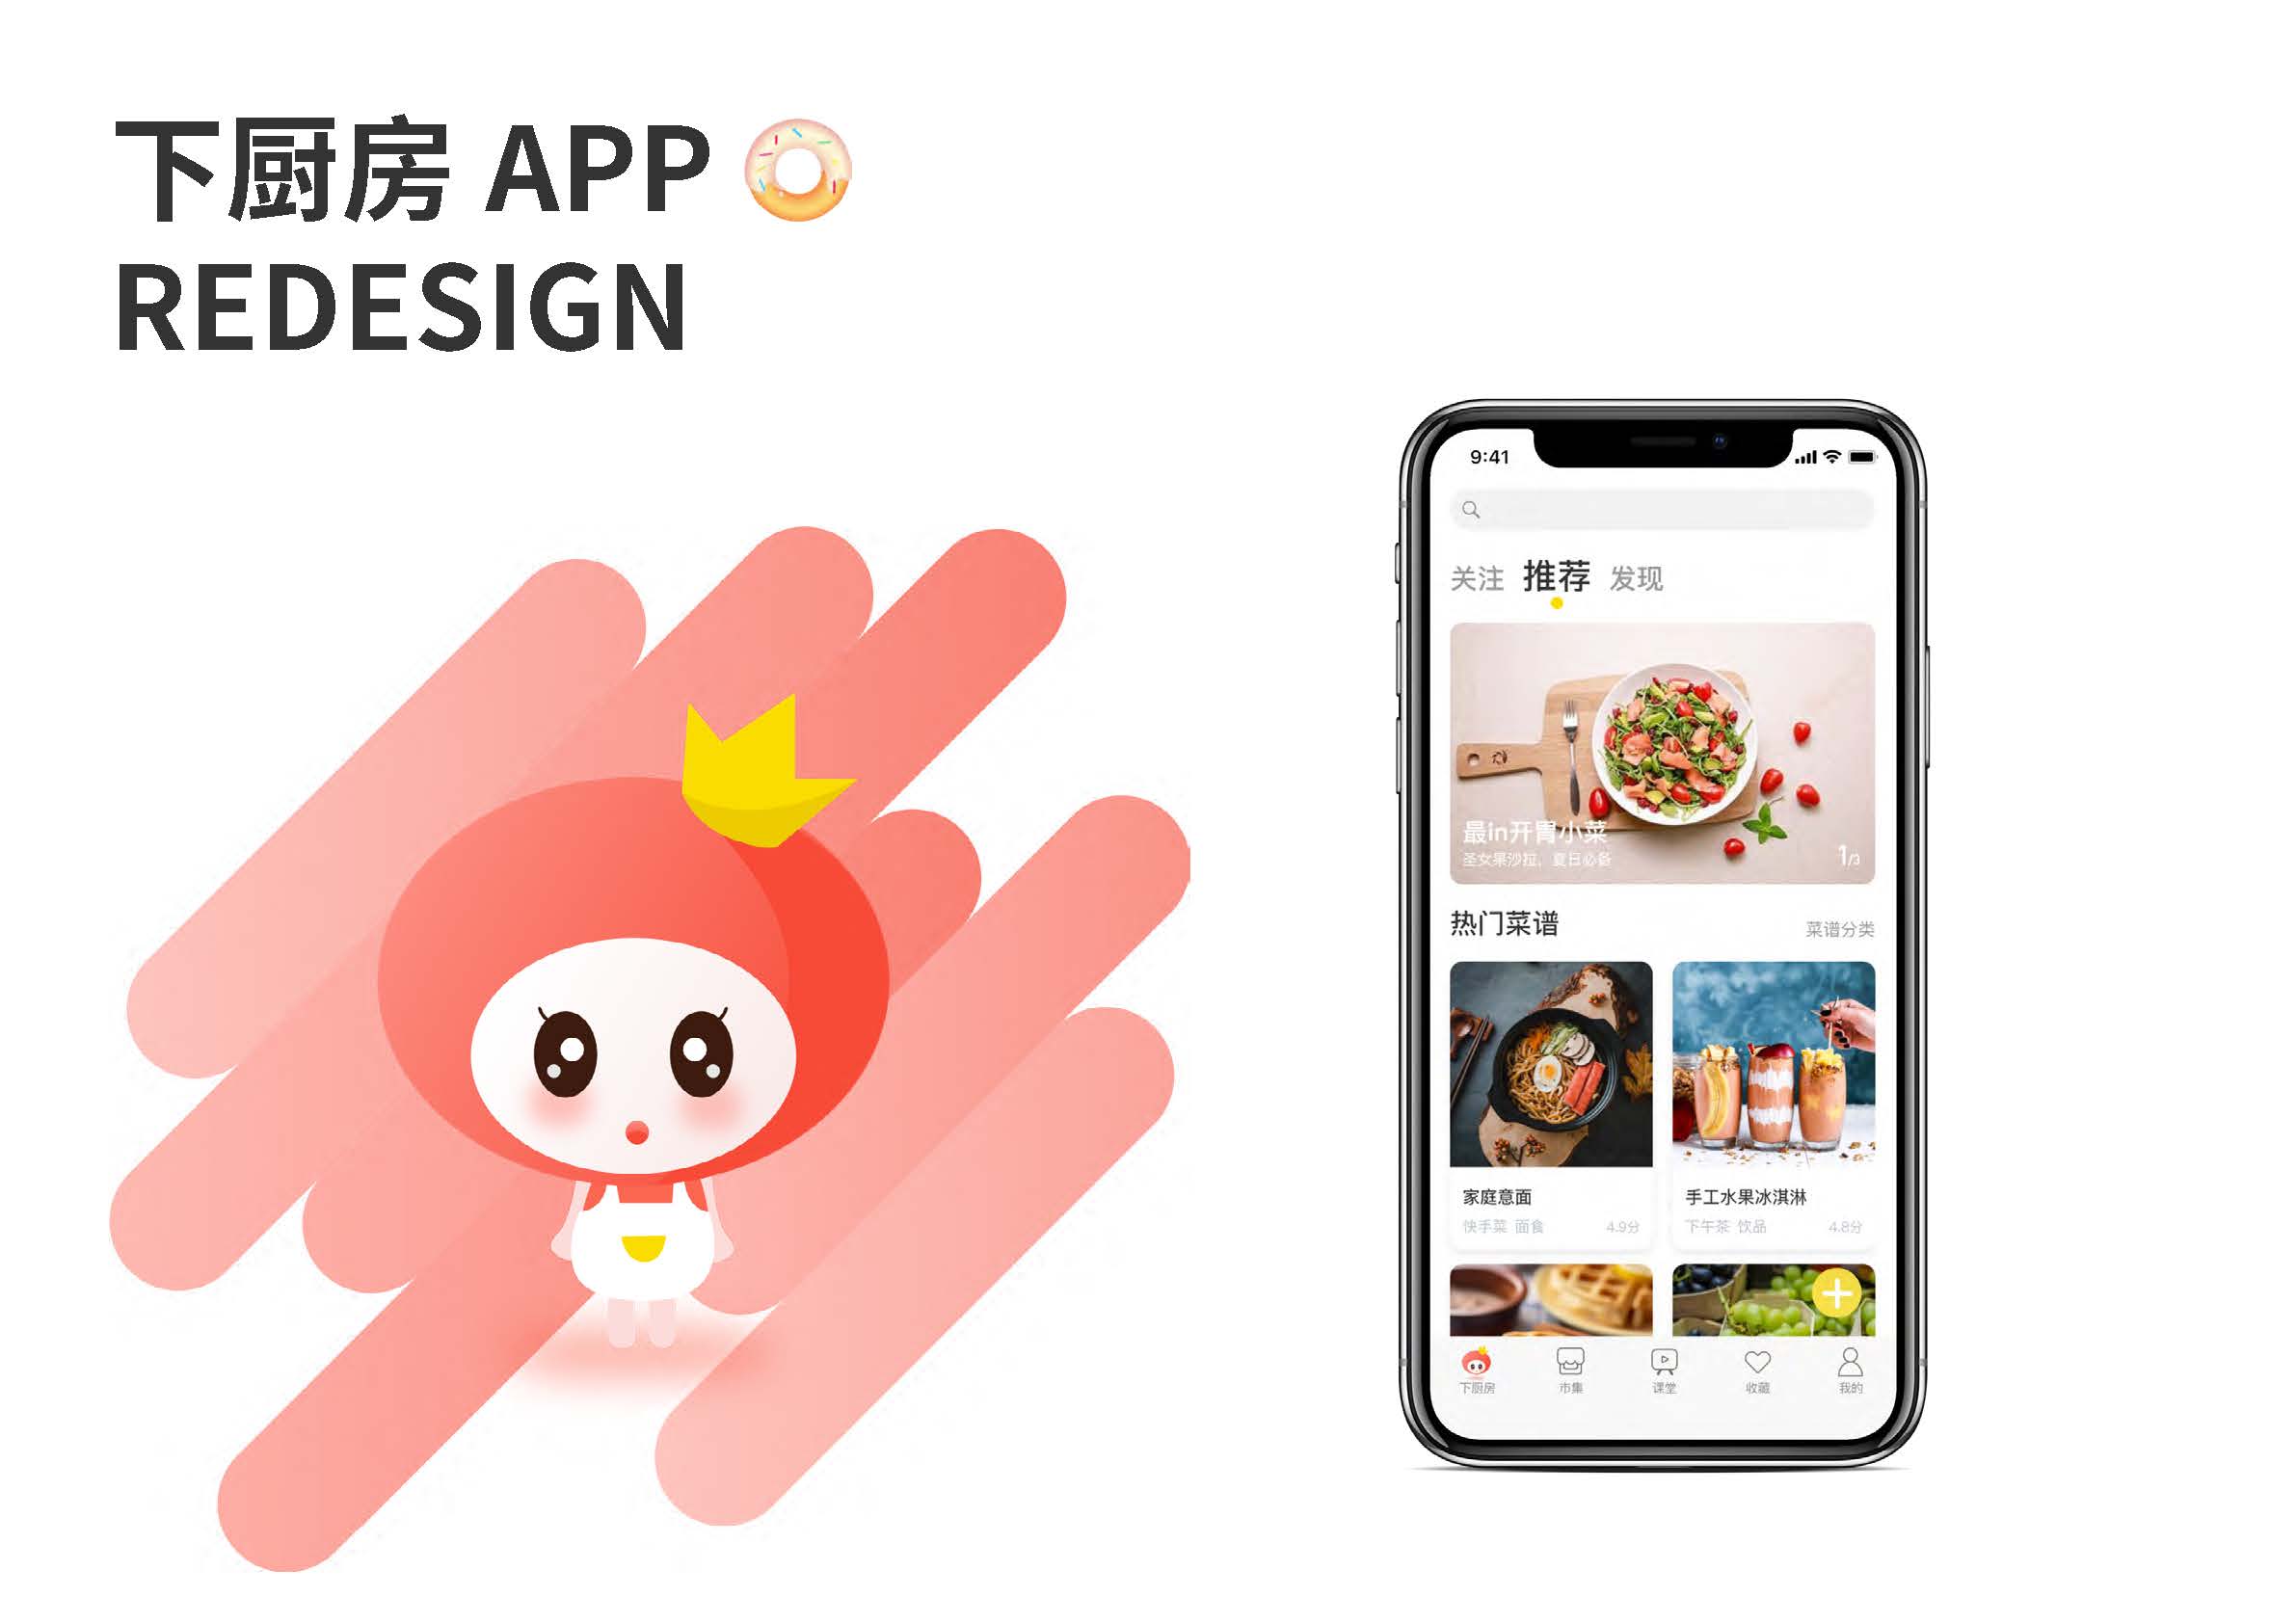 下厨房 APP
REDESIGN
9:41
关注 推荐 发现
最in开胃小菜
圣女果沙拉，夏日必备
1/3
热门菜谱 菜谱分类
家庭意面
快手菜 面食 4.9分
手工水果冰淇淋
下午茶 饮品 4.8分
下厨房 市集 课堂 收藏 我的